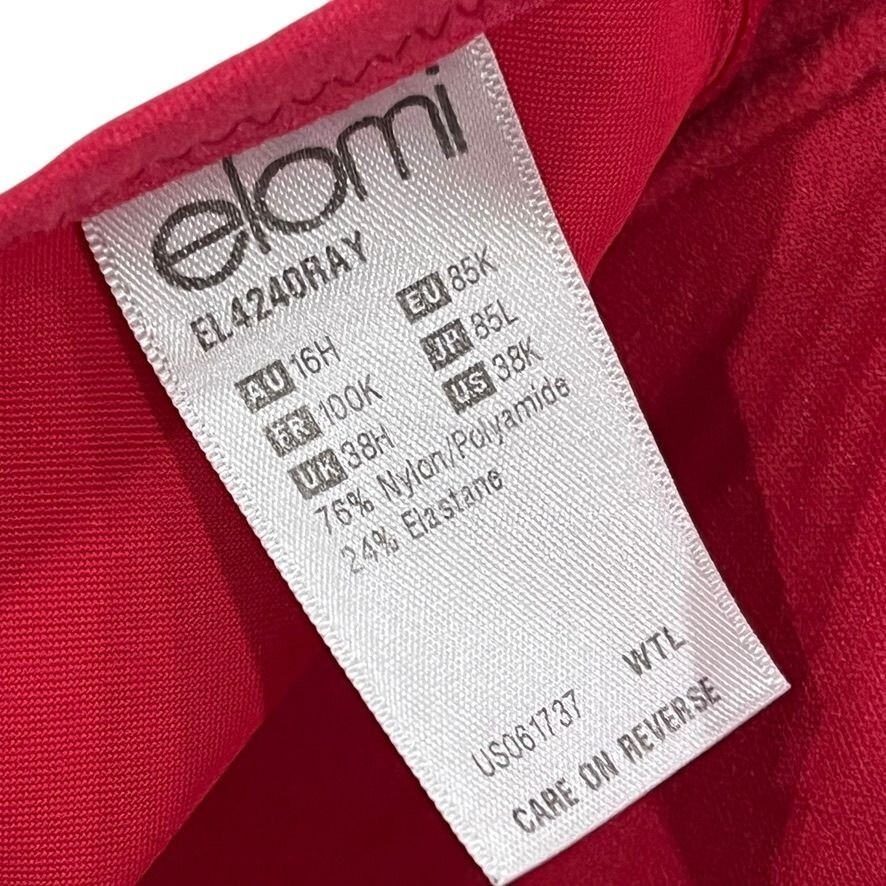 elomi
EL4240RAY
AU 16H EU 85K
FR 100K JH 85L
UK 38H US 38K
76% Nylon/Polyamide
24% Elastane
WTL
US061737
CARE ON REVERSE